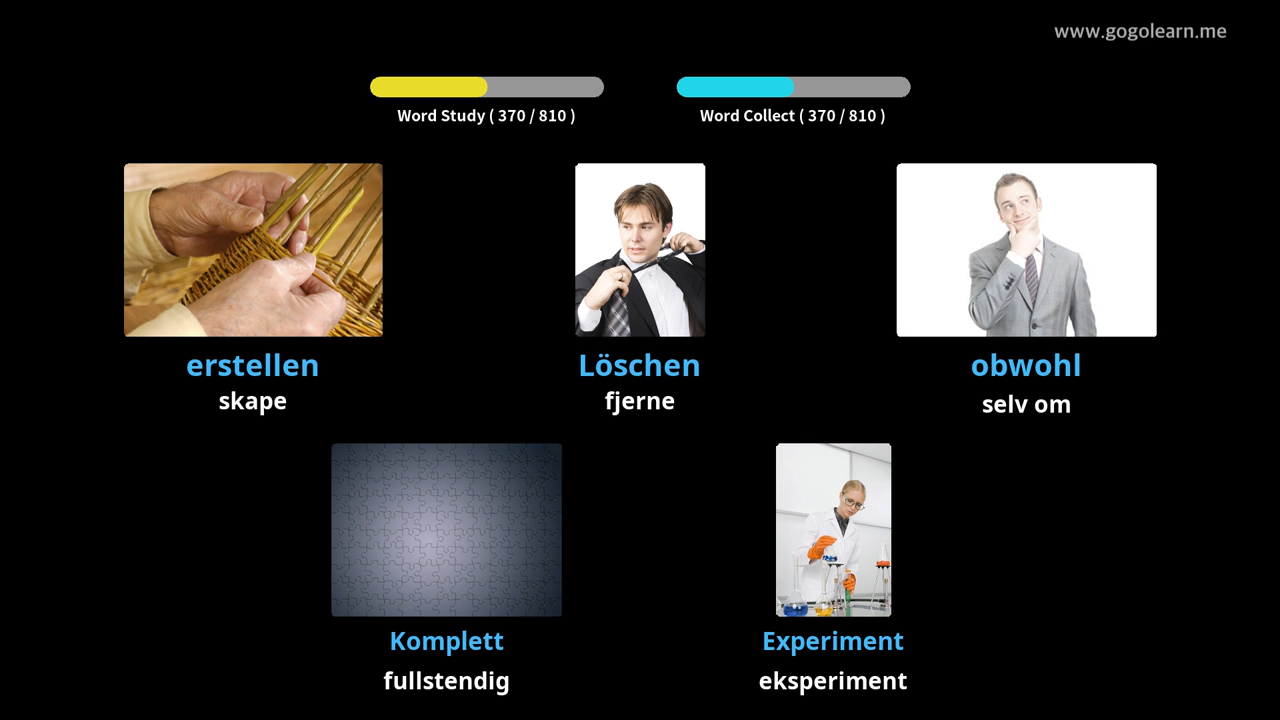 www.gogolearn.me
Word Study ( 370 / 810 )
Word Collect ( 370 / 810 )
erstellen
skape
Löschen
fjerne
obwohl
selv om
Komplett
fullstendig
Experiment
eksperiment